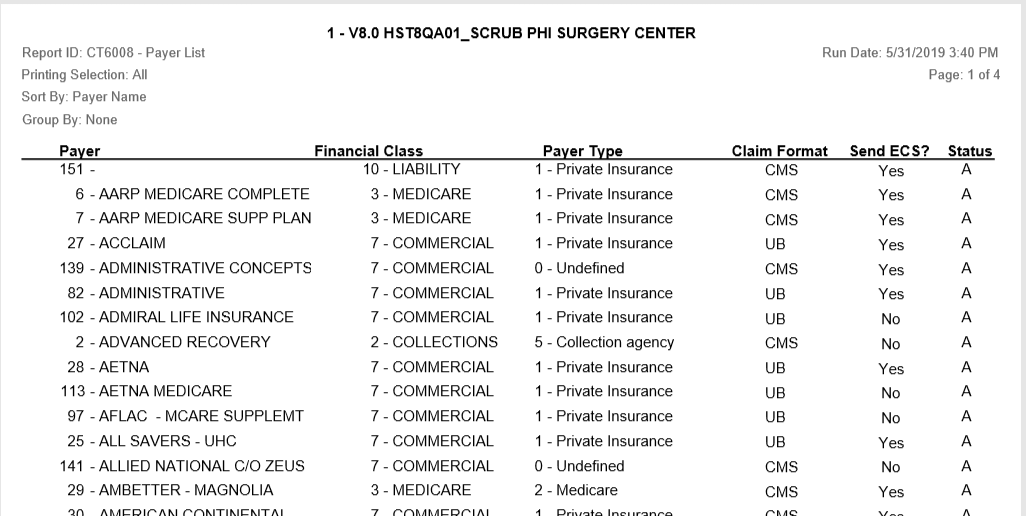 1 - V8.0 HST8QA01_SCRUB PHI SURGERY CENTER
Report ID: CT6008 - Payer List Run Date: 5/31/2019 3:40 PM
Printing Selection: All Page: 1 of 4
Sort By: Payer Name
Group By: None
Payer Financial Class Payer Type Claim Format Send ECS? Status
151 - 10 - LIABILITY 1 - Private Insurance CMS Yes A
6 - AARP MEDICARE COMPLETE 3 - MEDICARE 1 - Private Insurance CMS Yes A
7 - AARP MEDICARE SUPP PLAN 3 - MEDICARE 1 - Private Insurance CMS Yes A
27 - ACCLAIM 7 - COMMERCIAL 1 - Private Insurance UB Yes A
139 - ADMINISTRATIVE CONCEPTS 7 - COMMERCIAL 0 - Undefined CMS Yes A
82 - ADMINISTRATIVE 7 - COMMERCIAL 1 - Private Insurance UB Yes A
102 - ADMIRAL LIFE INSURANCE 7 - COMMERCIAL 1 - Private Insurance UB No A
2 - ADVANCED RECOVERY 2 - COLLECTIONS 5 - Collection agency CMS No A
28 - AETNA 7 - COMMERCIAL 1 - Private Insurance UB Yes A
113 - AETNA MEDICARE 7 - COMMERCIAL 1 - Private Insurance UB No A
97 - AFLAC - MCARE SUPPLEMT 7 - COMMERCIAL 1 - Private Insurance UB No A
25 - ALL SAVERS - UHC 7 - COMMERCIAL 1 - Private Insurance UB Yes A
141 - ALLIED NATIONAL C/O ZEUS 7 - COMMERCIAL 0 - Undefined CMS No A
29 - AMBETTER - MAGNOLIA 3 - MEDICARE 2 - Medicare CMS Yes A
30 - AMERICAN CONTINENTAL 7 - COMMERCIAL 1 - Private Insurance CMS Yes A